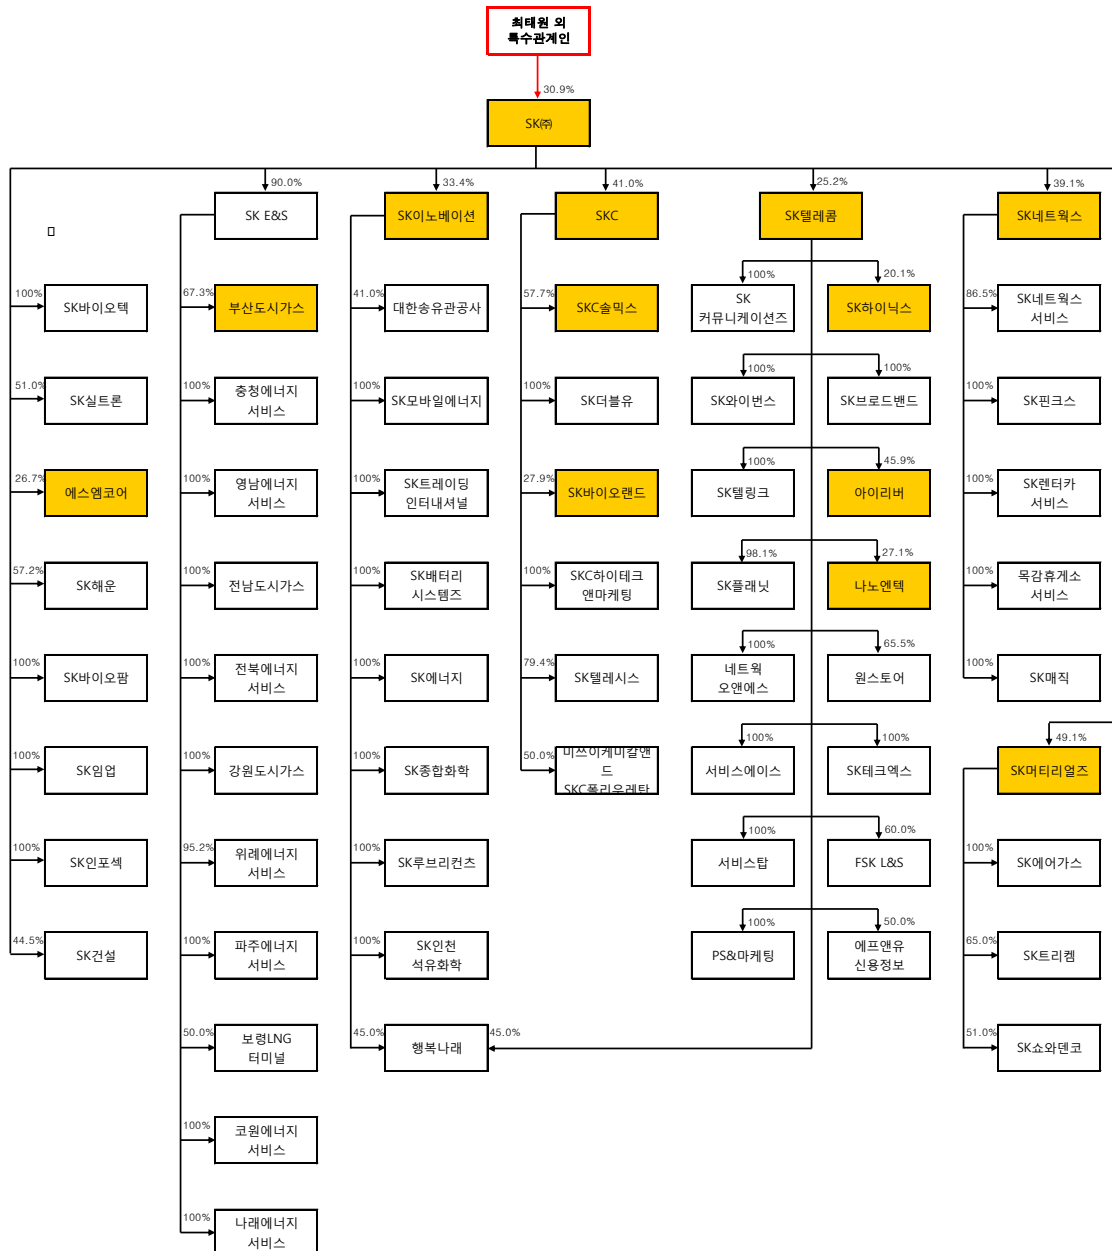 최태원 외
특수관계인
30.9%
SK㈜
90.0%
33.4%
41.0%
25.2%
39.1%
SK E&S
SK이노베이션
SKC
SK텔레콤
SK네트웍스
100%
SK바이오텍
67.3%
부산도시가스
41.0%
대한송유관공사
57.7%
SKC솔믹스
100%
SK
커뮤니케이션즈
20.1%
SK하이닉스
86.5%
SK네트웍스
서비스
51.0%
SK실트론
100%
충청에너지
서비스
100%
SK모바일에너지
100%
SK더블유
100%
SK와이번스
100%
SK브로드밴드
100%
SK핀크스
26.7%
에스엠코어
100%
영남에너지
서비스
100%
SK트레이딩
인터내셔널
27.9%
SK바이오랜드
100%
SK텔링크
45.9%
아이리버
100%
SK렌터카
서비스
57.2%
SK해운
100%
전남도시가스
100%
SK배터리
시스템즈
100%
SKC하이테크
앤마케팅
98.1%
SK플래닛
27.1%
나노엔텍
100%
목감휴게소
서비스
100%
SK바이오팜
100%
전북에너지
서비스
100%
SK에너지
79.4%
SK텔레시스
100%
네트웍
오앤에스
65.5%
원스토어
100%
SK매직
100%
SK임업
100%
강원도시가스
100%
SK종합화학
50.0%
미쓰이케미칼앤
드
SKC폴리우레탄
100%
서비스에이스
100%
SK테크엑스
49.1%
SK머티리얼즈
100%
SK인포섹
95.2%
위례에너지
서비스
100%
SK루브리컨츠
100%
서비스탑
60.0%
FSK L&S
100%
SK에어가스
44.5%
SK건설
100%
파주에너지
서비스
100%
SK인천
석유화학
100%
PS&마케팅
50.0%
에프앤유
신용정보
65.0%
SK트리켐
50.0%
보령LNG
터미널
45.0%
행복나래
45.0%
51.0%
SK쇼와덴코
100%
코원에너지
서비스
100%
나래에너지
서비스